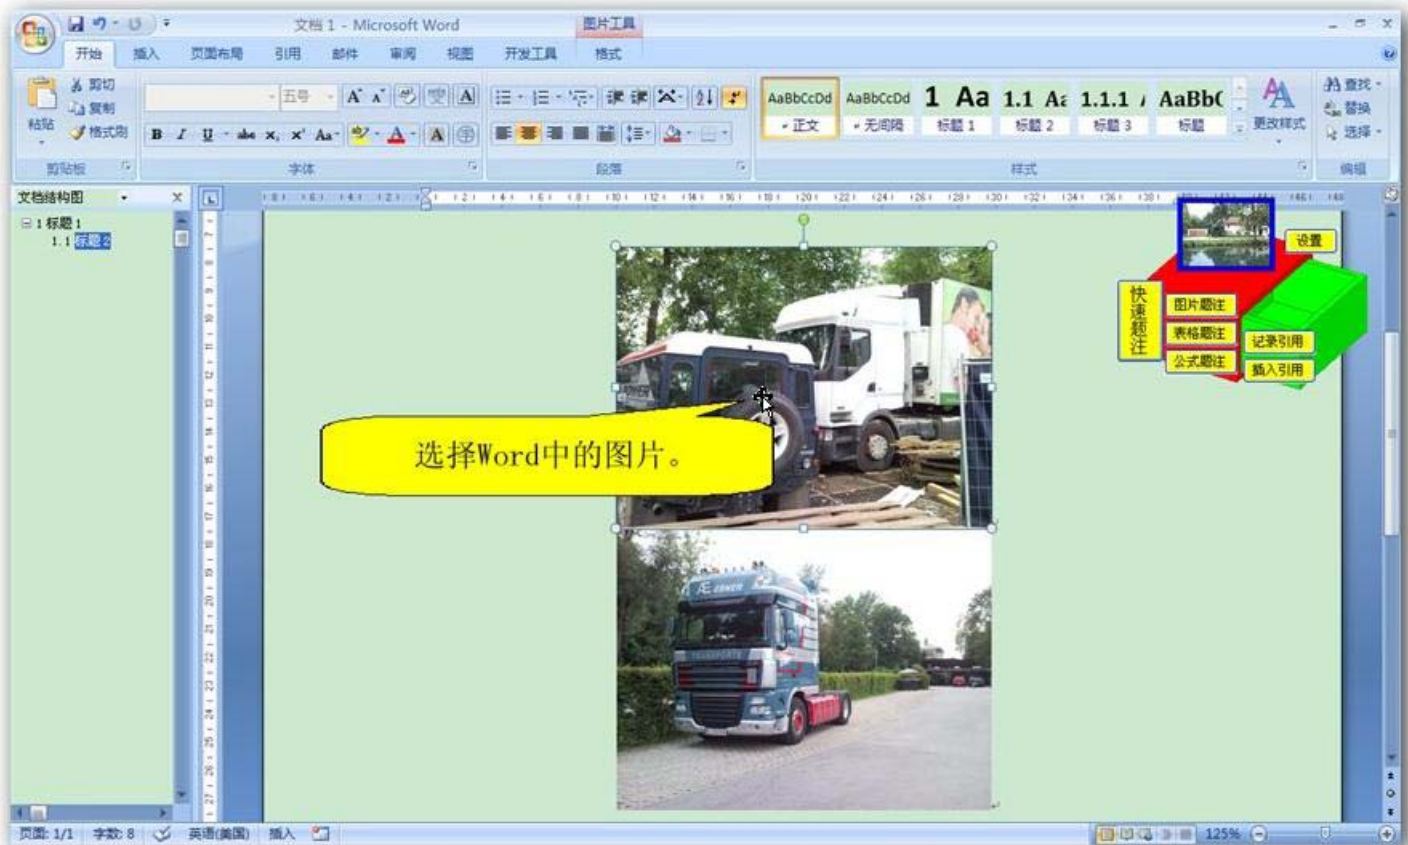 文档 1 - Microsoft Word
图片工具
开始 插入 页面布局 引用 邮件 审阅 视图 开发工具 格式
粘贴
剪切
复制
格式刷
剪贴板
五号
B I U abc x₂ x² Aa
字体
段落
AaBbCcDd AaBbCcDd 1 Aa 1.1 Aa 1.1.1 AaBb(
正文 无间隔 标题 1 标题 2 标题 3 标题
更改样式
样式
查找
替换
选择
编辑
文档结构图
1 标题 1
1.1 标题 2
设置
快速题注
图片题注
表格题注
公式题注
记录引用
插入引用
选择Word中的图片。
EBNER
TRANSPORTE
页面: 1/1 字数: 8 英语(美国) 插入 125%